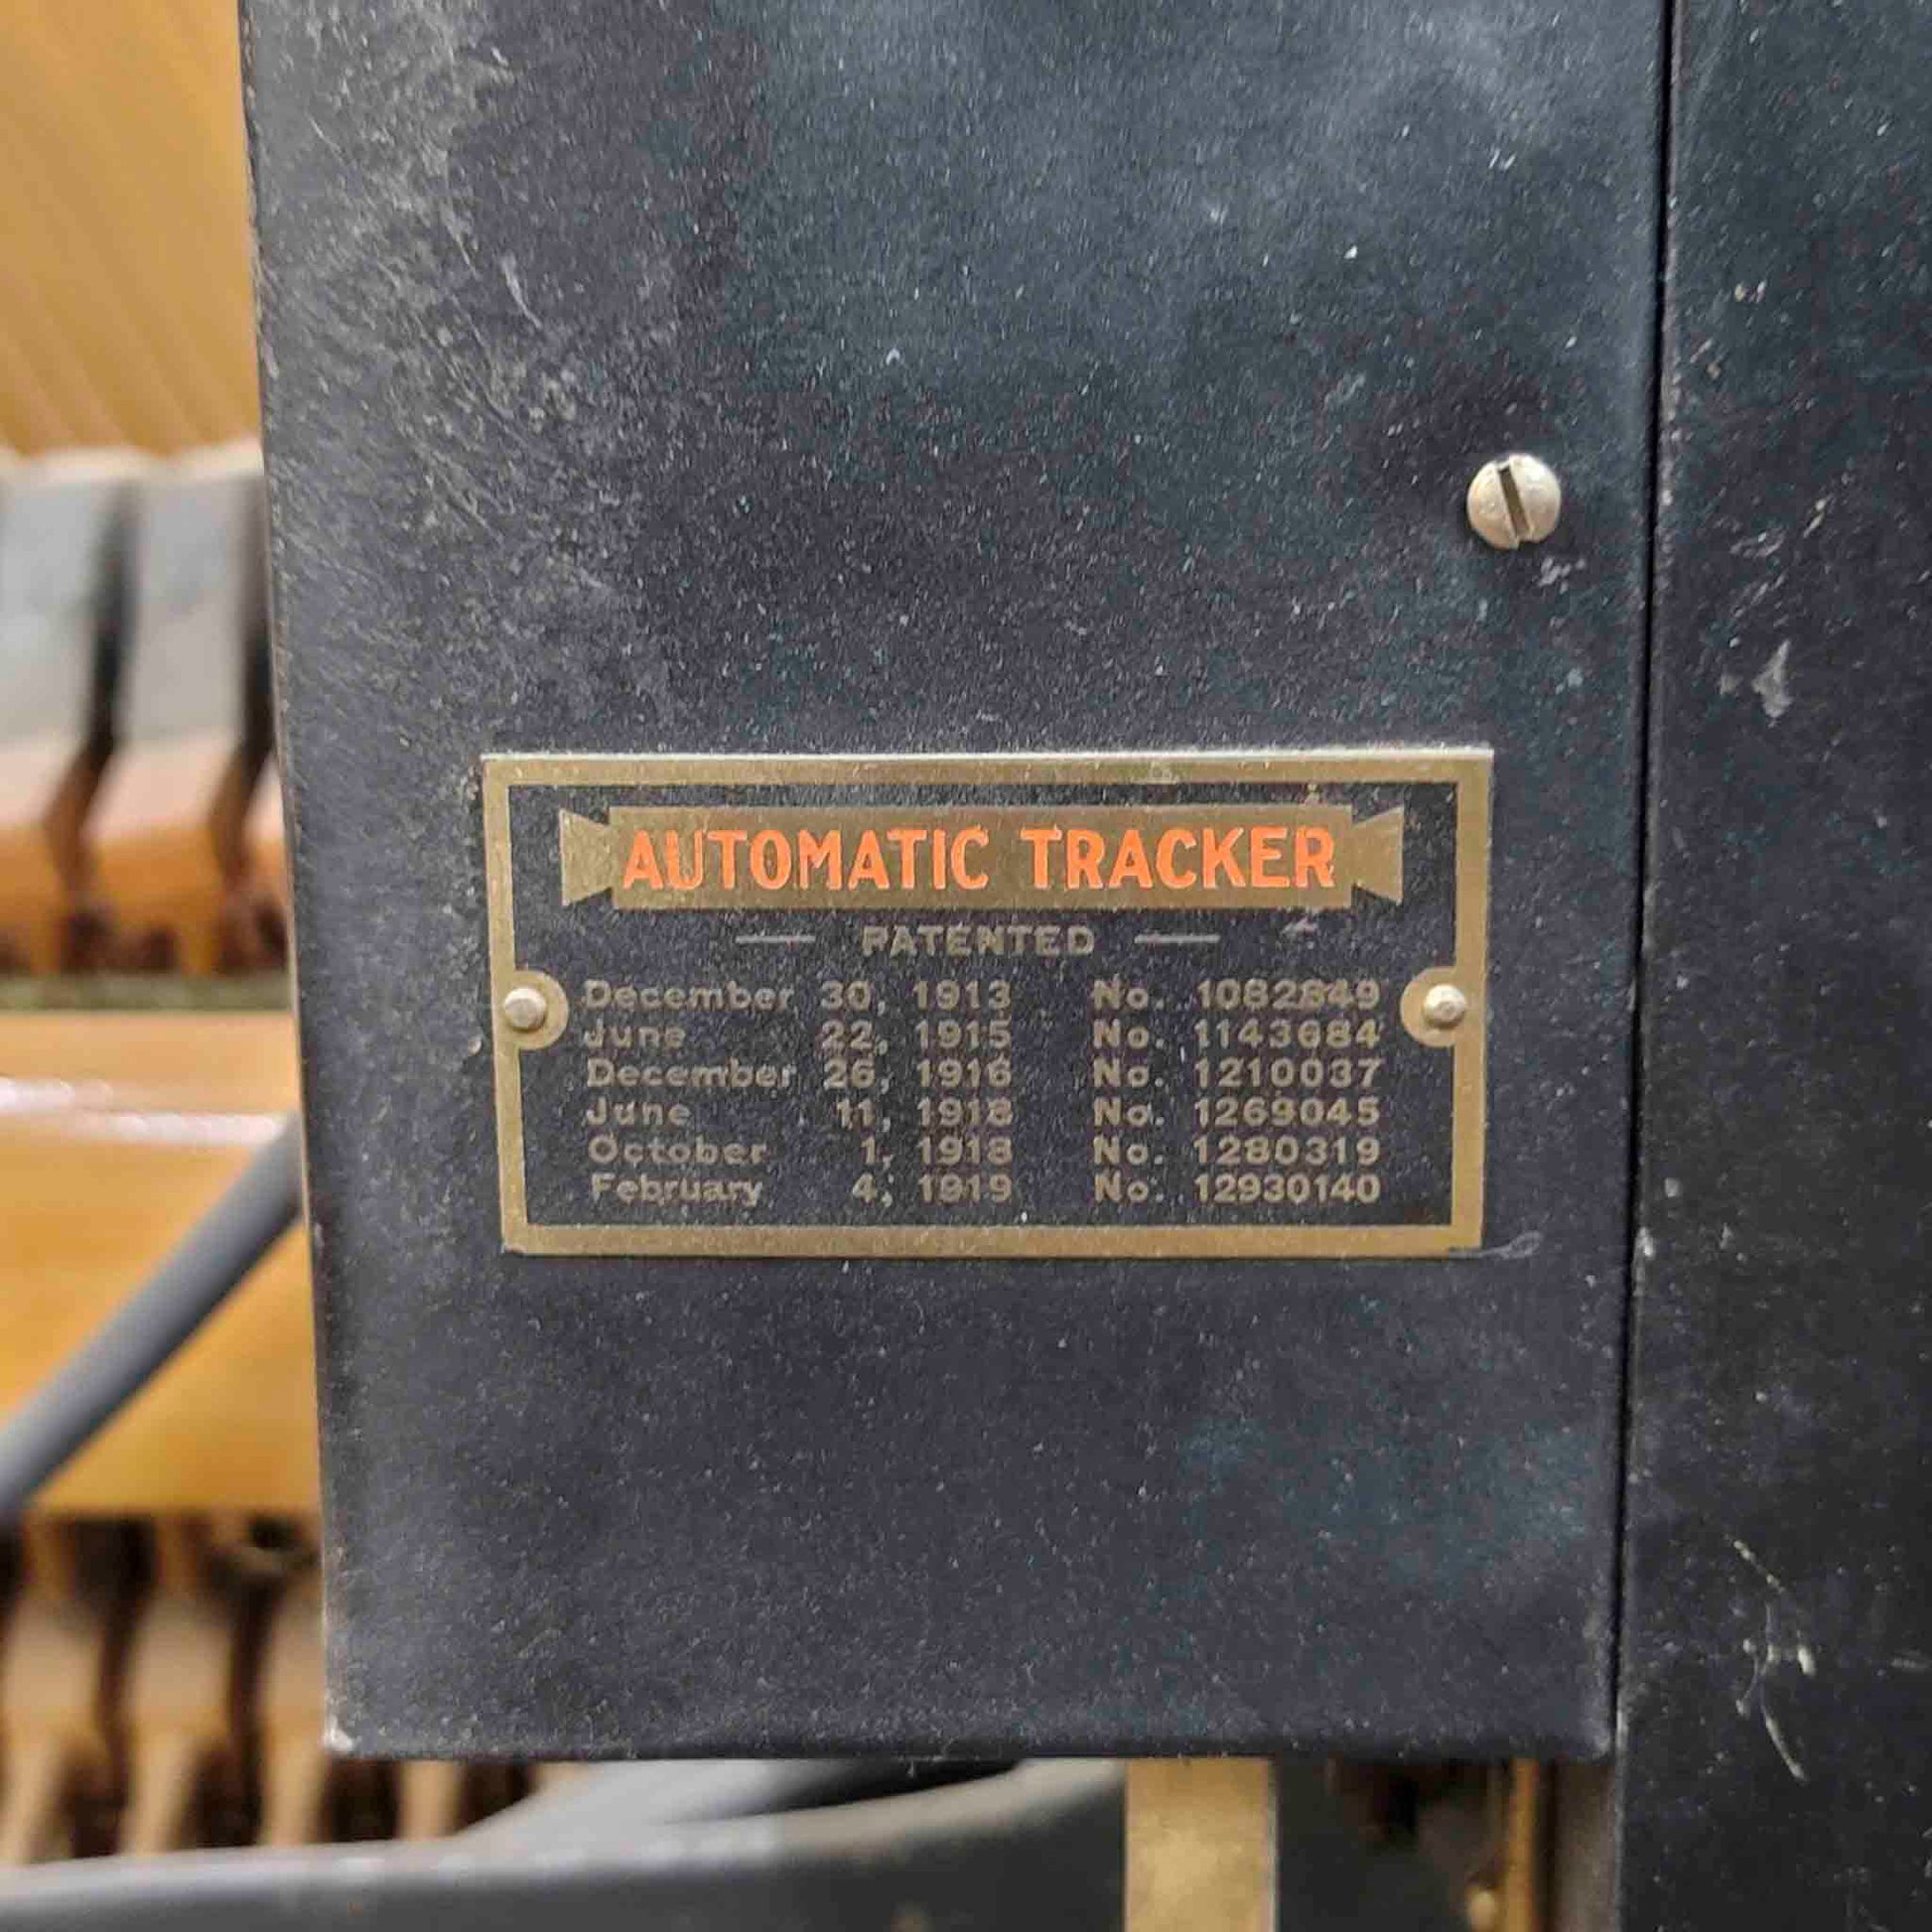 AUTOMATIC TRACKER
— PATENTED —
December 30, 1913 No. 1082849
June 22, 1915 No. 1143684
December 26, 1916 No. 1210037
June 11, 1918 No. 1269045
October 1, 1918 No. 1280319
February 4, 1919 No. 12930140